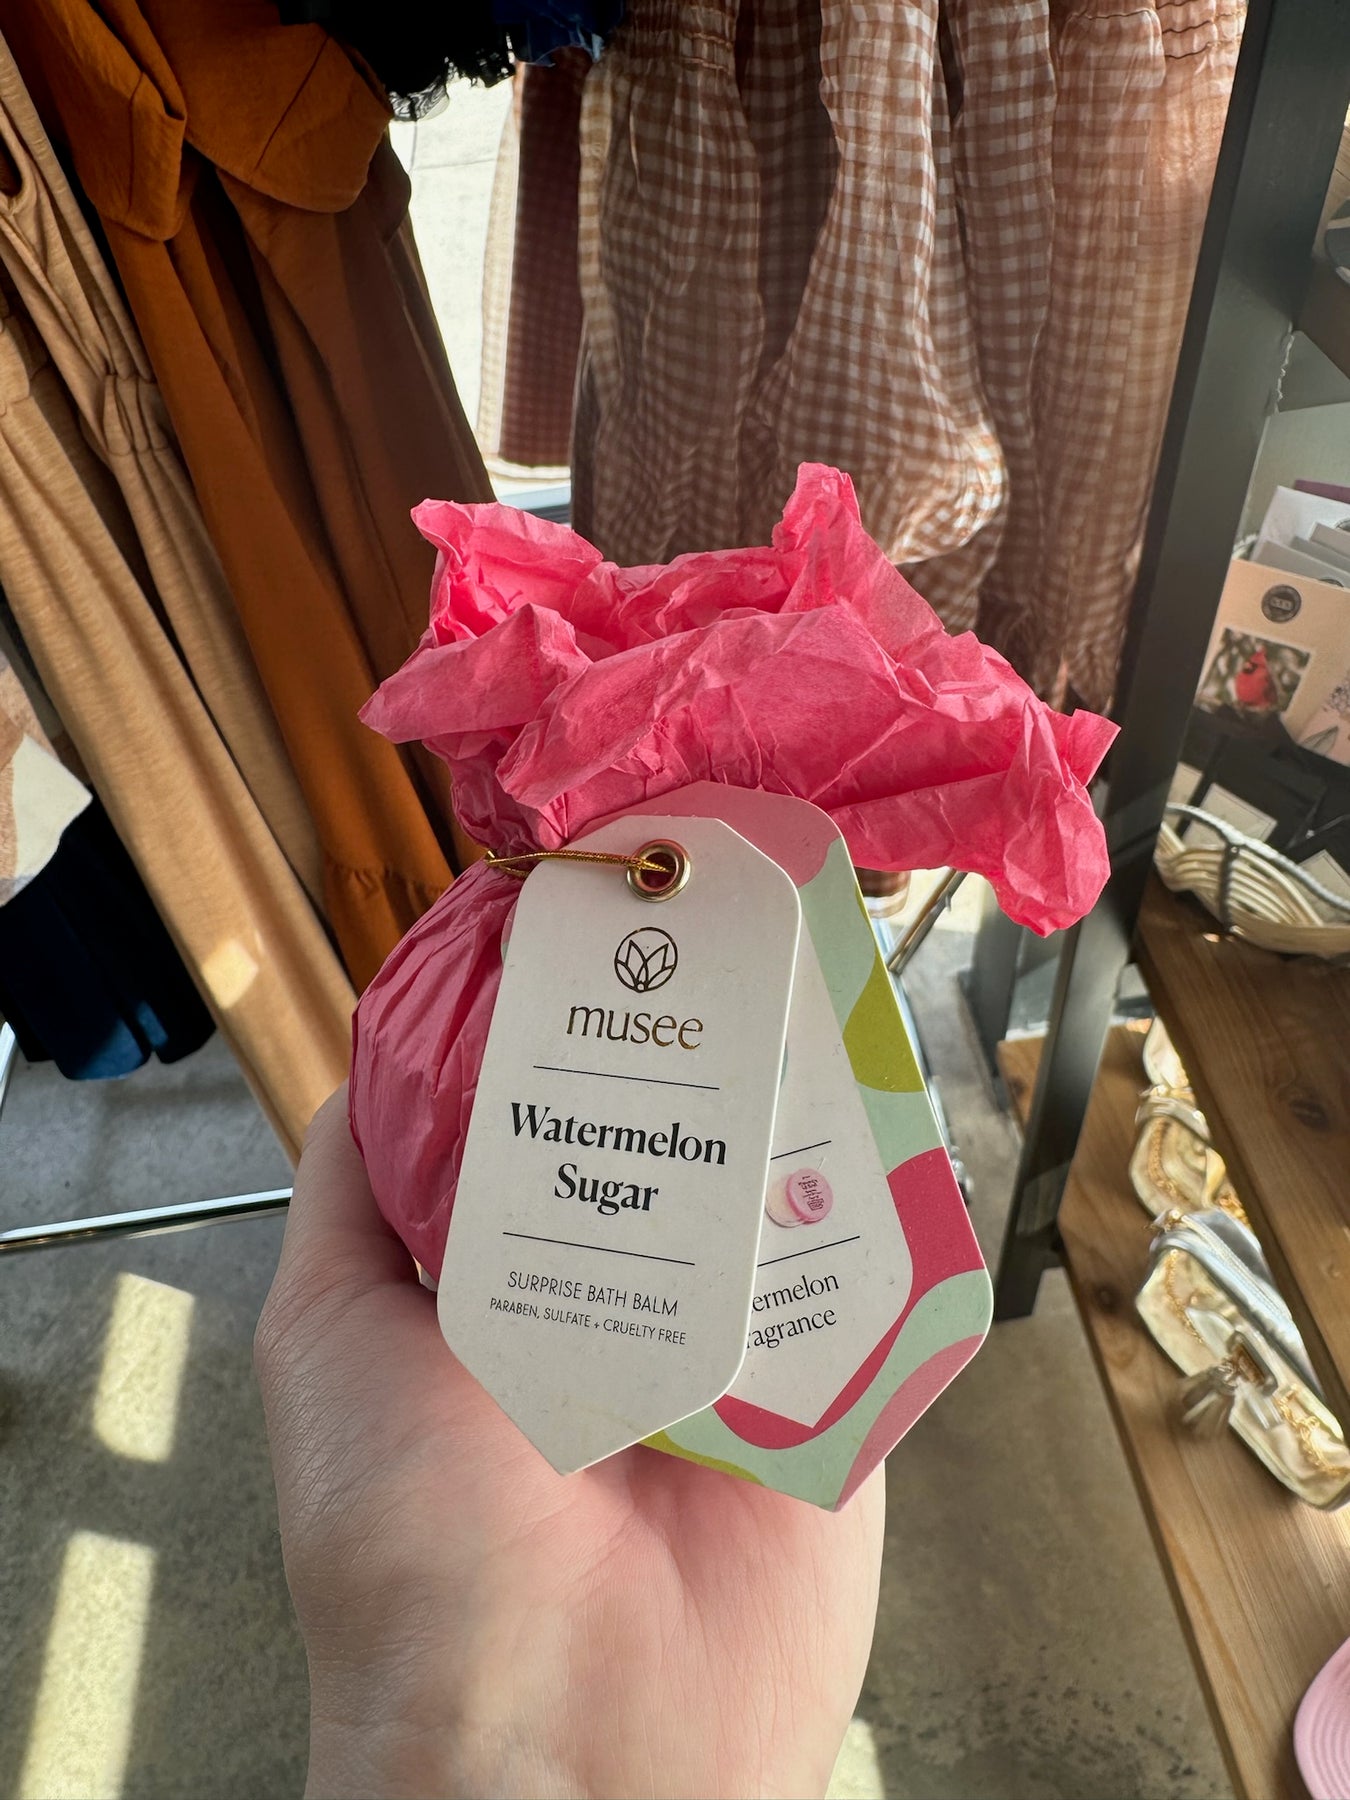 musee
Watermelon
Sugar
SURPRISE BATH BALM
PARABEN, SULFATE + CRUELTY FREE
ermelon
ragrance